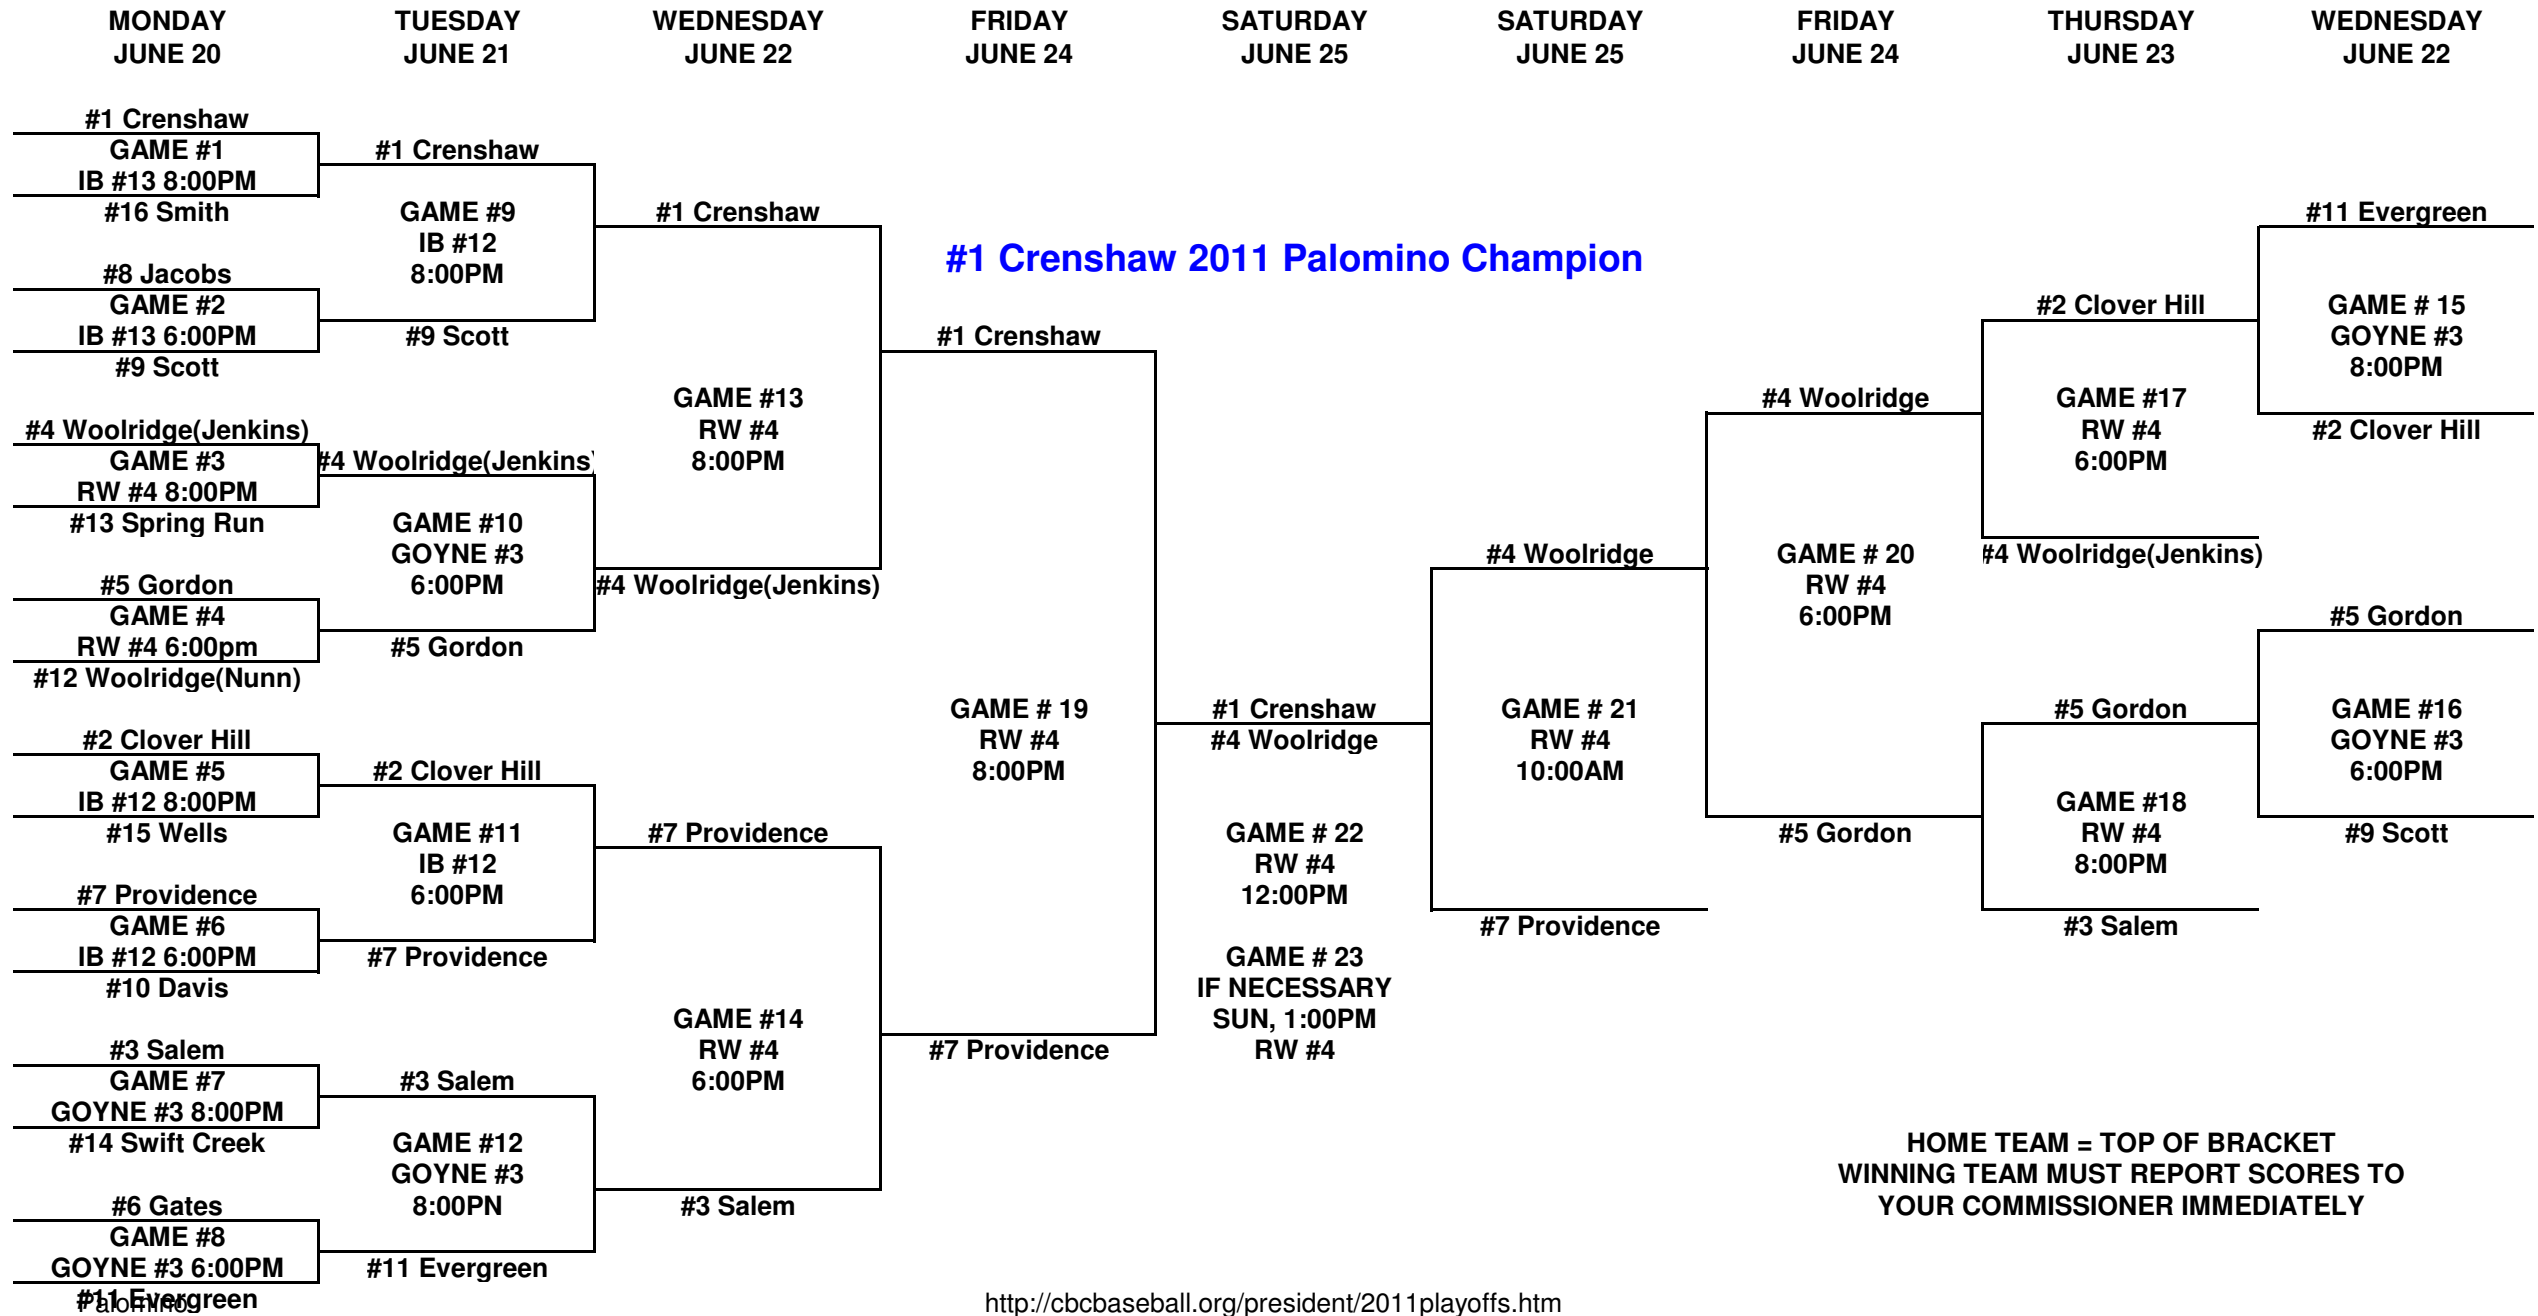 MONDAY
JUNE 20
TUESDAY
JUNE 21
WEDNESDAY
JUNE 22
FRIDAY
JUNE 24
SATURDAY
JUNE 25
SATURDAY
JUNE 25
FRIDAY
JUNE 24
THURSDAY
JUNE 23
WEDNESDAY
JUNE 22
#1 Crenshaw
GAME #1
IB #13 8:00PM
#16 Smith
#8 Jacobs
GAME #2
IB #13 6:00PM
#9 Scott
#4 Woolridge(Jenkins)
GAME #3
RW #4 8:00PM
#13 Spring Run
#5 Gordon
GAME #4
RW #4 6:00pm
#12 Woolridge(Nunn)
#2 Clover Hill
GAME #5
IB #12 8:00PM
#15 Wells
#7 Providence
GAME #6
IB #12 6:00PM
#10 Davis
#3 Salem
GAME #7
GOYNE #3 8:00PM
#14 Swift Creek
#6 Gates
GAME #8
GOYNE #3 6:00PM
#11 Evergreen
Palomino
#1 Crenshaw
GAME #9
IB #12
8:00PM
#9 Scott
#4 Woolridge(Jenkins)
GAME #10
GOYNE #3
6:00PM
#5 Gordon
#2 Clover Hill
GAME #11
IB #12
6:00PM
#7 Providence
#3 Salem
GAME #12
GOYNE #3
8:00PN
#11 Evergreen
#1 Crenshaw
GAME #13
RW #4
8:00PM
#4 Woolridge(Jenkins)
#7 Providence
GAME #14
RW #4
6:00PM
#3 Salem
#1 Crenshaw 2011 Palomino Champion
#1 Crenshaw
GAME # 19
RW #4
8:00PM
#7 Providence
#1 Crenshaw
#4 Woolridge
GAME # 22
RW #4
12:00PM
GAME # 23
IF NECESSARY
SUN, 1:00PM
RW #4
#4 Woolridge
GAME # 21
RW #4
10:00AM
#7 Providence
#4 Woolridge
GAME # 20
RW #4
6:00PM
#5 Gordon
#2 Clover Hill
GAME #17
RW #4
6:00PM
#4 Woolridge(Jenkins)
#5 Gordon
GAME #18
RW #4
8:00PM
#3 Salem
#11 Evergreen
GAME # 15
GOYNE #3
8:00PM
#2 Clover Hill
#5 Gordon
GAME #16
GOYNE #3
6:00PM
#9 Scott
HOME TEAM = TOP OF BRACKET
WINNING TEAM MUST REPORT SCORES TO
YOUR COMMISSIONER IMMEDIATELY
http://cbcbaseball.org/president/2011playoffs.htm